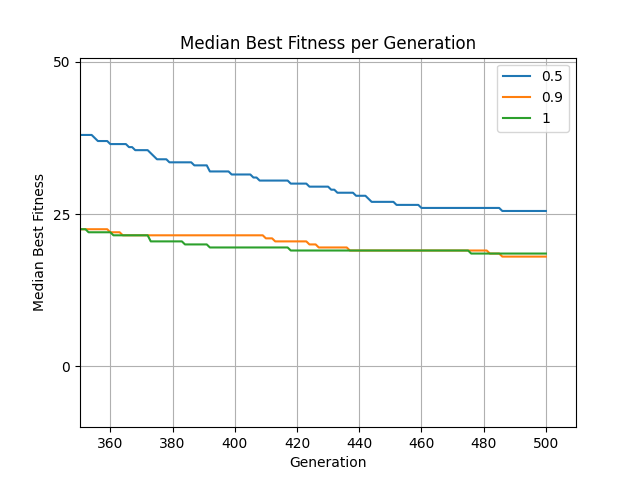 Median Best Fitness per Generation
50
25
0
Median Best Fitness
0.5
0.9
1
360 380 400 420 440 460 480 500
Generation